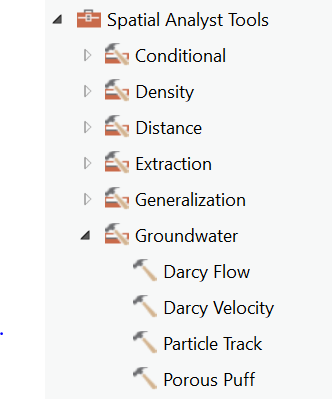 Spatial Analyst Tools
Conditional
Density
Distance
Extraction
Generalization
Groundwater
Darcy Flow
Darcy Velocity
Particle Track
Porous Puff